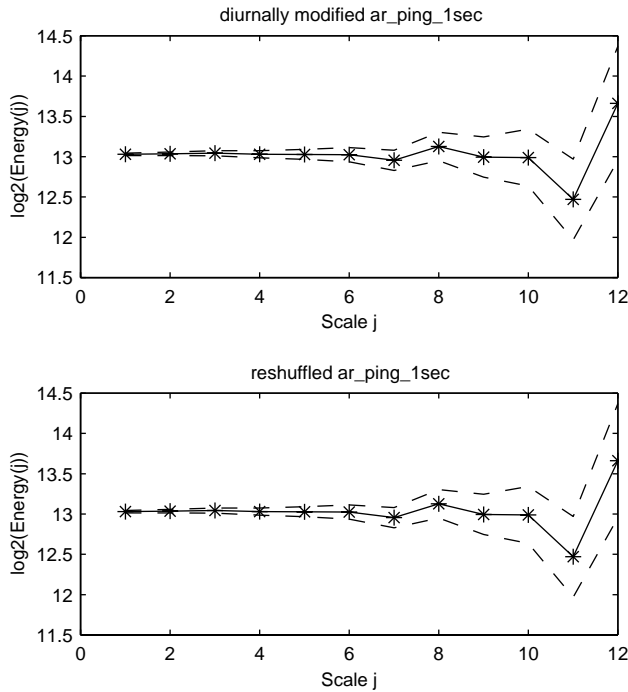 diurnally modified ar_ping_1sec
14.5
14
13.5
13
12.5
12
11.5
log2(Energy(j))
0 2 4 6 8 10 12
Scale j
reshuffled ar_ping_1sec
14.5
14
13.5
13
12.5
12
11.5
log2(Energy(j))
0 2 4 6 8 10 12
Scale j